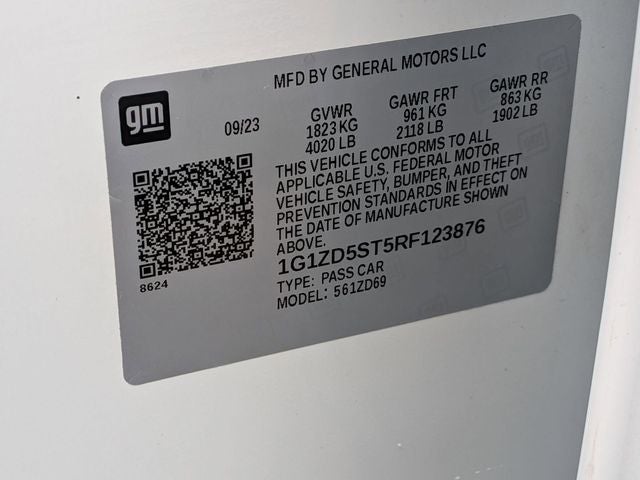 MFD BY GENERAL MOTORS LLC
gm
09/23
GVWR
1823 KG
4020 LB
GAWR FRT
961 KG
2118 LB
GAWR RR
863 KG
1902 LB
THIS VEHICLE CONFORMS TO ALL
APPLICABLE U.S. FEDERAL MOTOR
VEHICLE SAFETY, BUMPER, AND THEFT
PREVENTION STANDARDS IN EFFECT ON
THE DATE OF MANUFACTURE SHOWN
ABOVE.
1G1ZD5ST5RF123876
TYPE: PASS CAR
MODEL: 561ZD69
8624